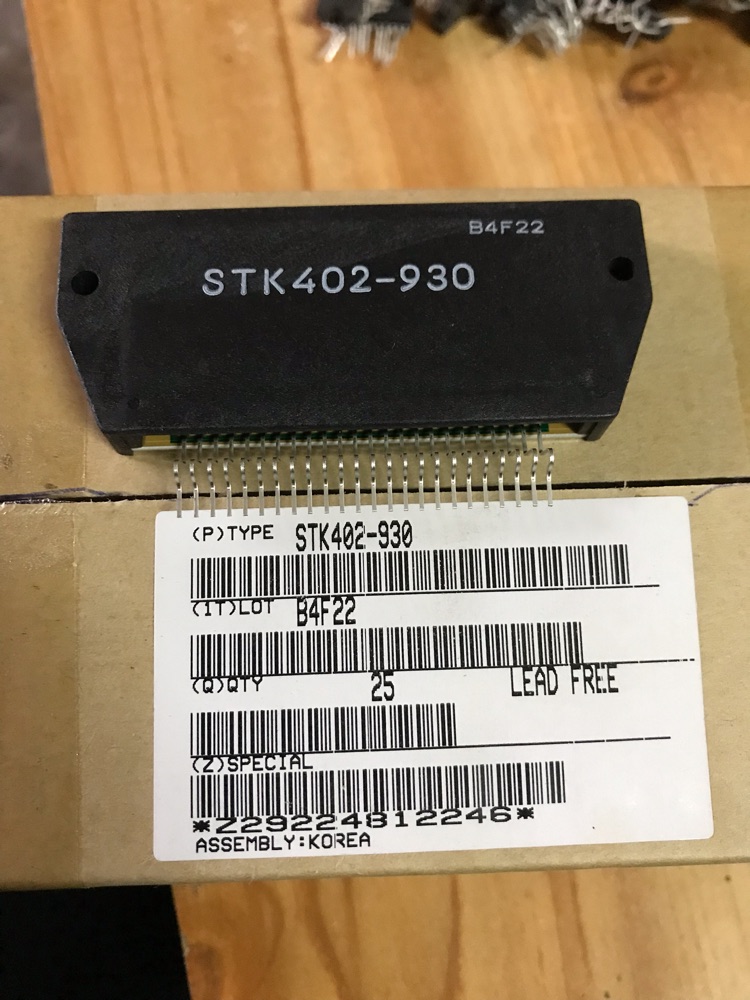 B4F22
STK402-930
(P)TYPE STK402-930
(1T)LOT B4F22
(Q)QTY 25 LEAD FREE
(Z)SPECIAL
*Z29224812246*
ASSEMBLY:KOREA